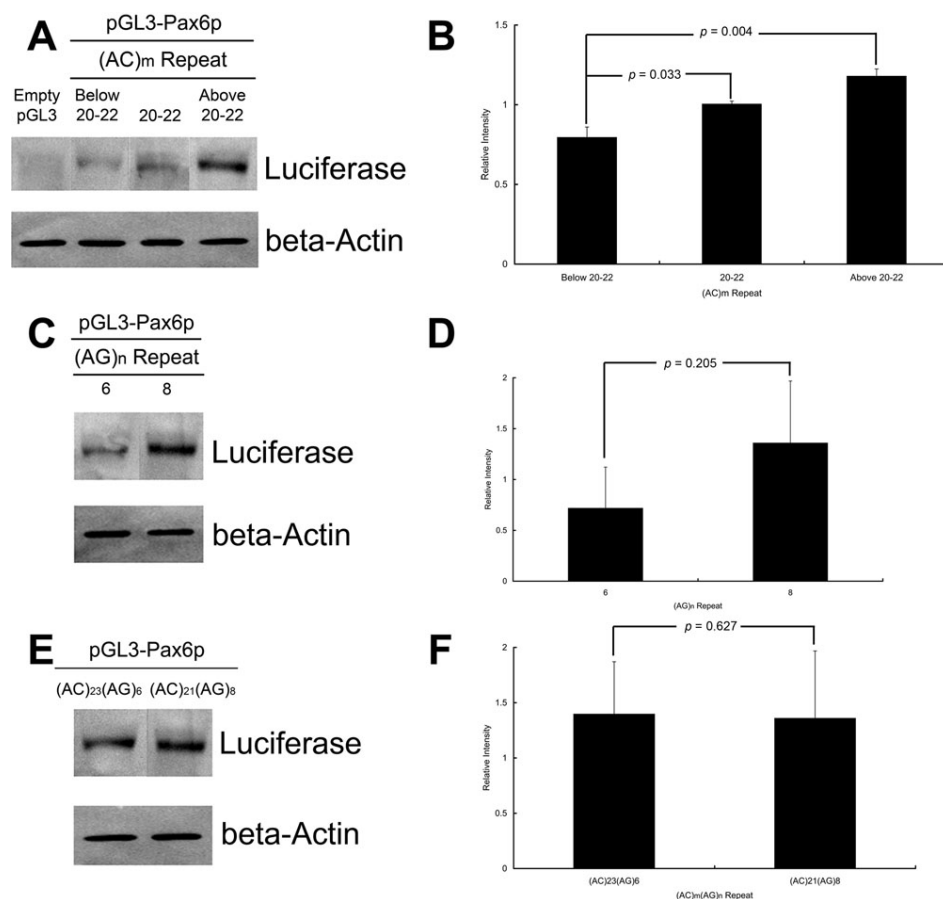 A
pGL3-Pax6p
(AC)m Repeat
Empty pGL3
Below 20-22
20-22
Above 20-22
Luciferase
beta-Actin
B
p = 0.004
p = 0.033
1.5
1
0.5
0
Relative Intensity
Below 20-22
20-22
Above 20-22
(AC)m Repeat
C
pGL3-Pax6p
(AG)n Repeat
6 8
Luciferase
beta-Actin
D
p = 0.205
2
1.5
1
0.5
0
Relative Intensity
6 8
(AG)n Repeat
E
pGL3-Pax6p
(AC)23(AG)6 (AC)21(AG)8
Luciferase
beta-Actin
F
p = 0.627
2
1.5
1
0.5
0
Relative Intensity
(AC)23(AG)6 (AC)21(AG)8
(AC)m(AG)n Repeat